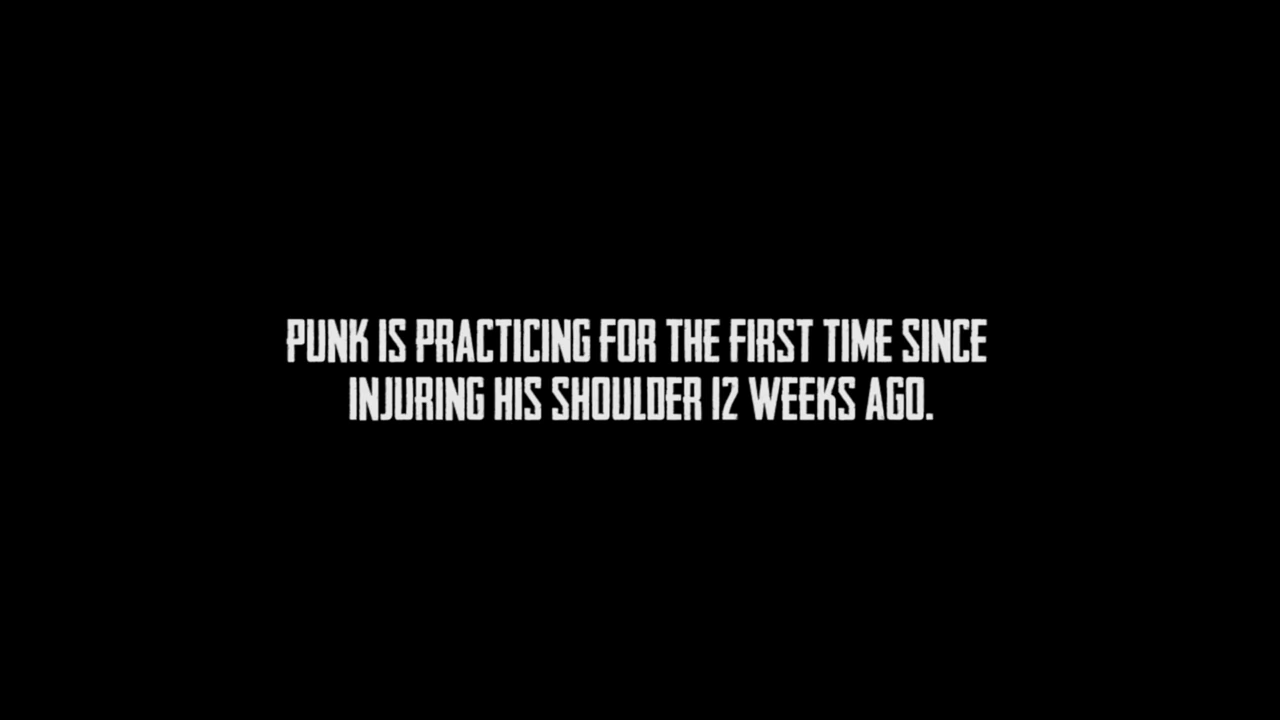 PUNK IS PRACTICING FOR THE FIRST TIME SINCE
INJURING HIS SHOULDER 12 WEEKS AGO.